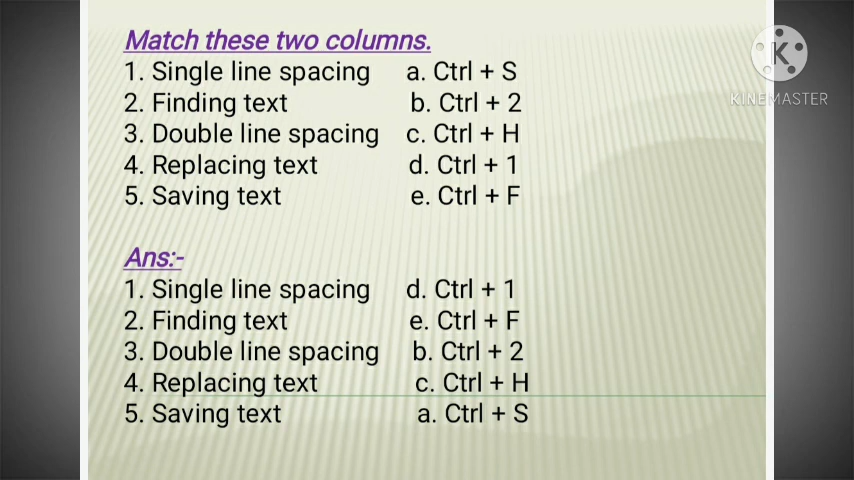 Match these two columns.
1. Single line spacing a. Ctrl + S
2. Finding text b. Ctrl + 2
3. Double line spacing c. Ctrl + H
4. Replacing text d. Ctrl + 1
5. Saving text e. Ctrl + F
Ans:-
1. Single line spacing d. Ctrl + 1
2. Finding text e. Ctrl + F
3. Double line spacing b. Ctrl + 2
4. Replacing text c. Ctrl + H
5. Saving text a. Ctrl + S
K
KINEMASTER